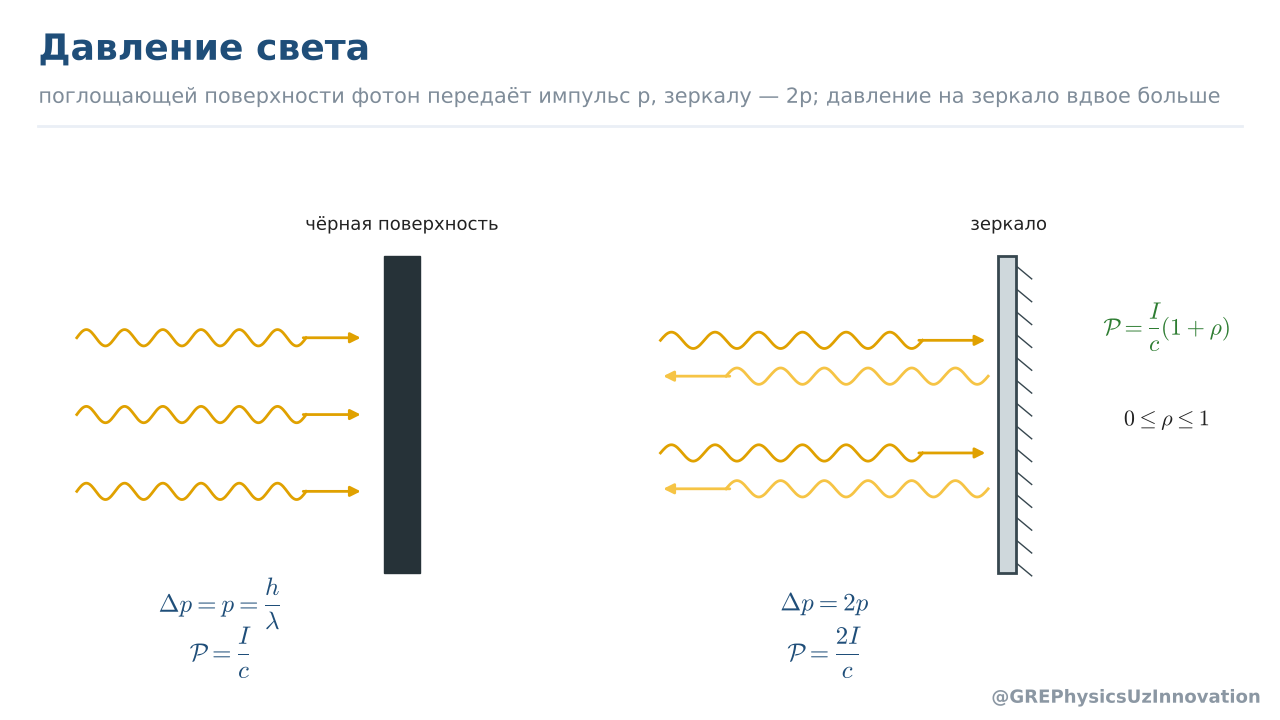 Давление света
поглощающей поверхности фотон передаёт импульс p, зеркалу — 2p; давление на зеркало вдвое больше
чёрная поверхность
зеркало
𝒫 = I/c (1 + ρ)
0 ≤ ρ ≤ 1
Δp = p = h/λ
𝒫 = I/c
Δp = 2p
𝒫 = 2I/c
@GREPhysicsUzInnovation